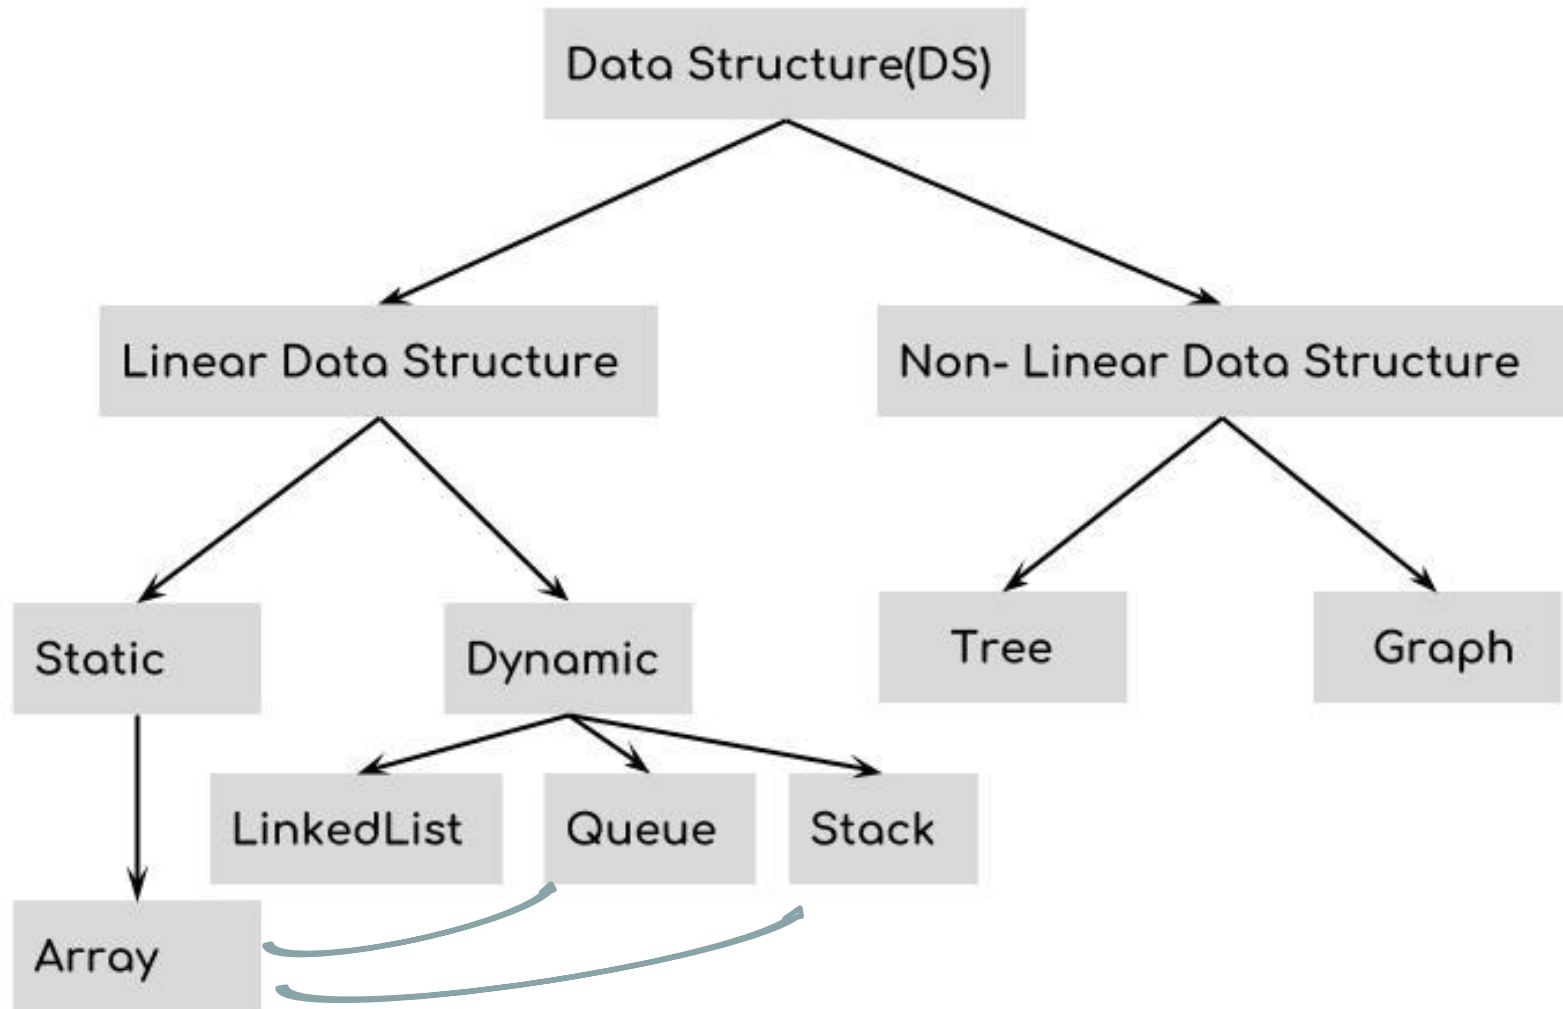 Data Structure(DS)
Linear Data Structure
Non- Linear Data Structure
Static
Dynamic
Tree
Graph
LinkedList
Queue
Stack
Array